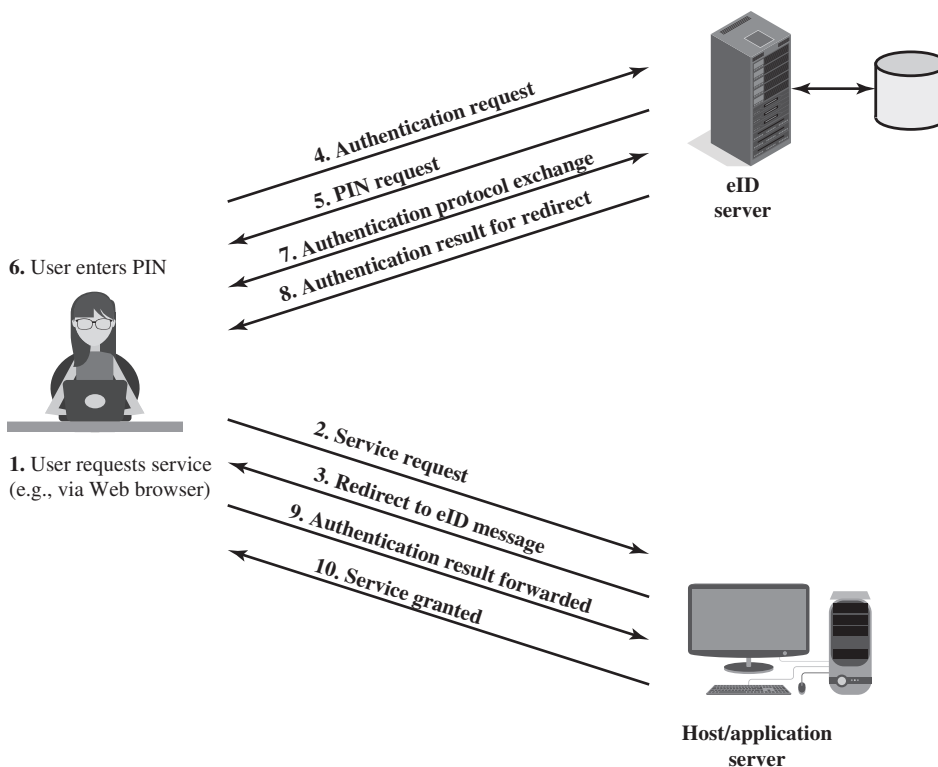 4. Authentication request
5. PIN request
7. Authentication protocol exchange
8. Authentication result for redirect
eID
server
6. User enters PIN
1. User requests service
(e.g., via Web browser)
2. Service request
3. Redirect to eID message
9. Authentication result forwarded
10. Service granted
Host/application
server